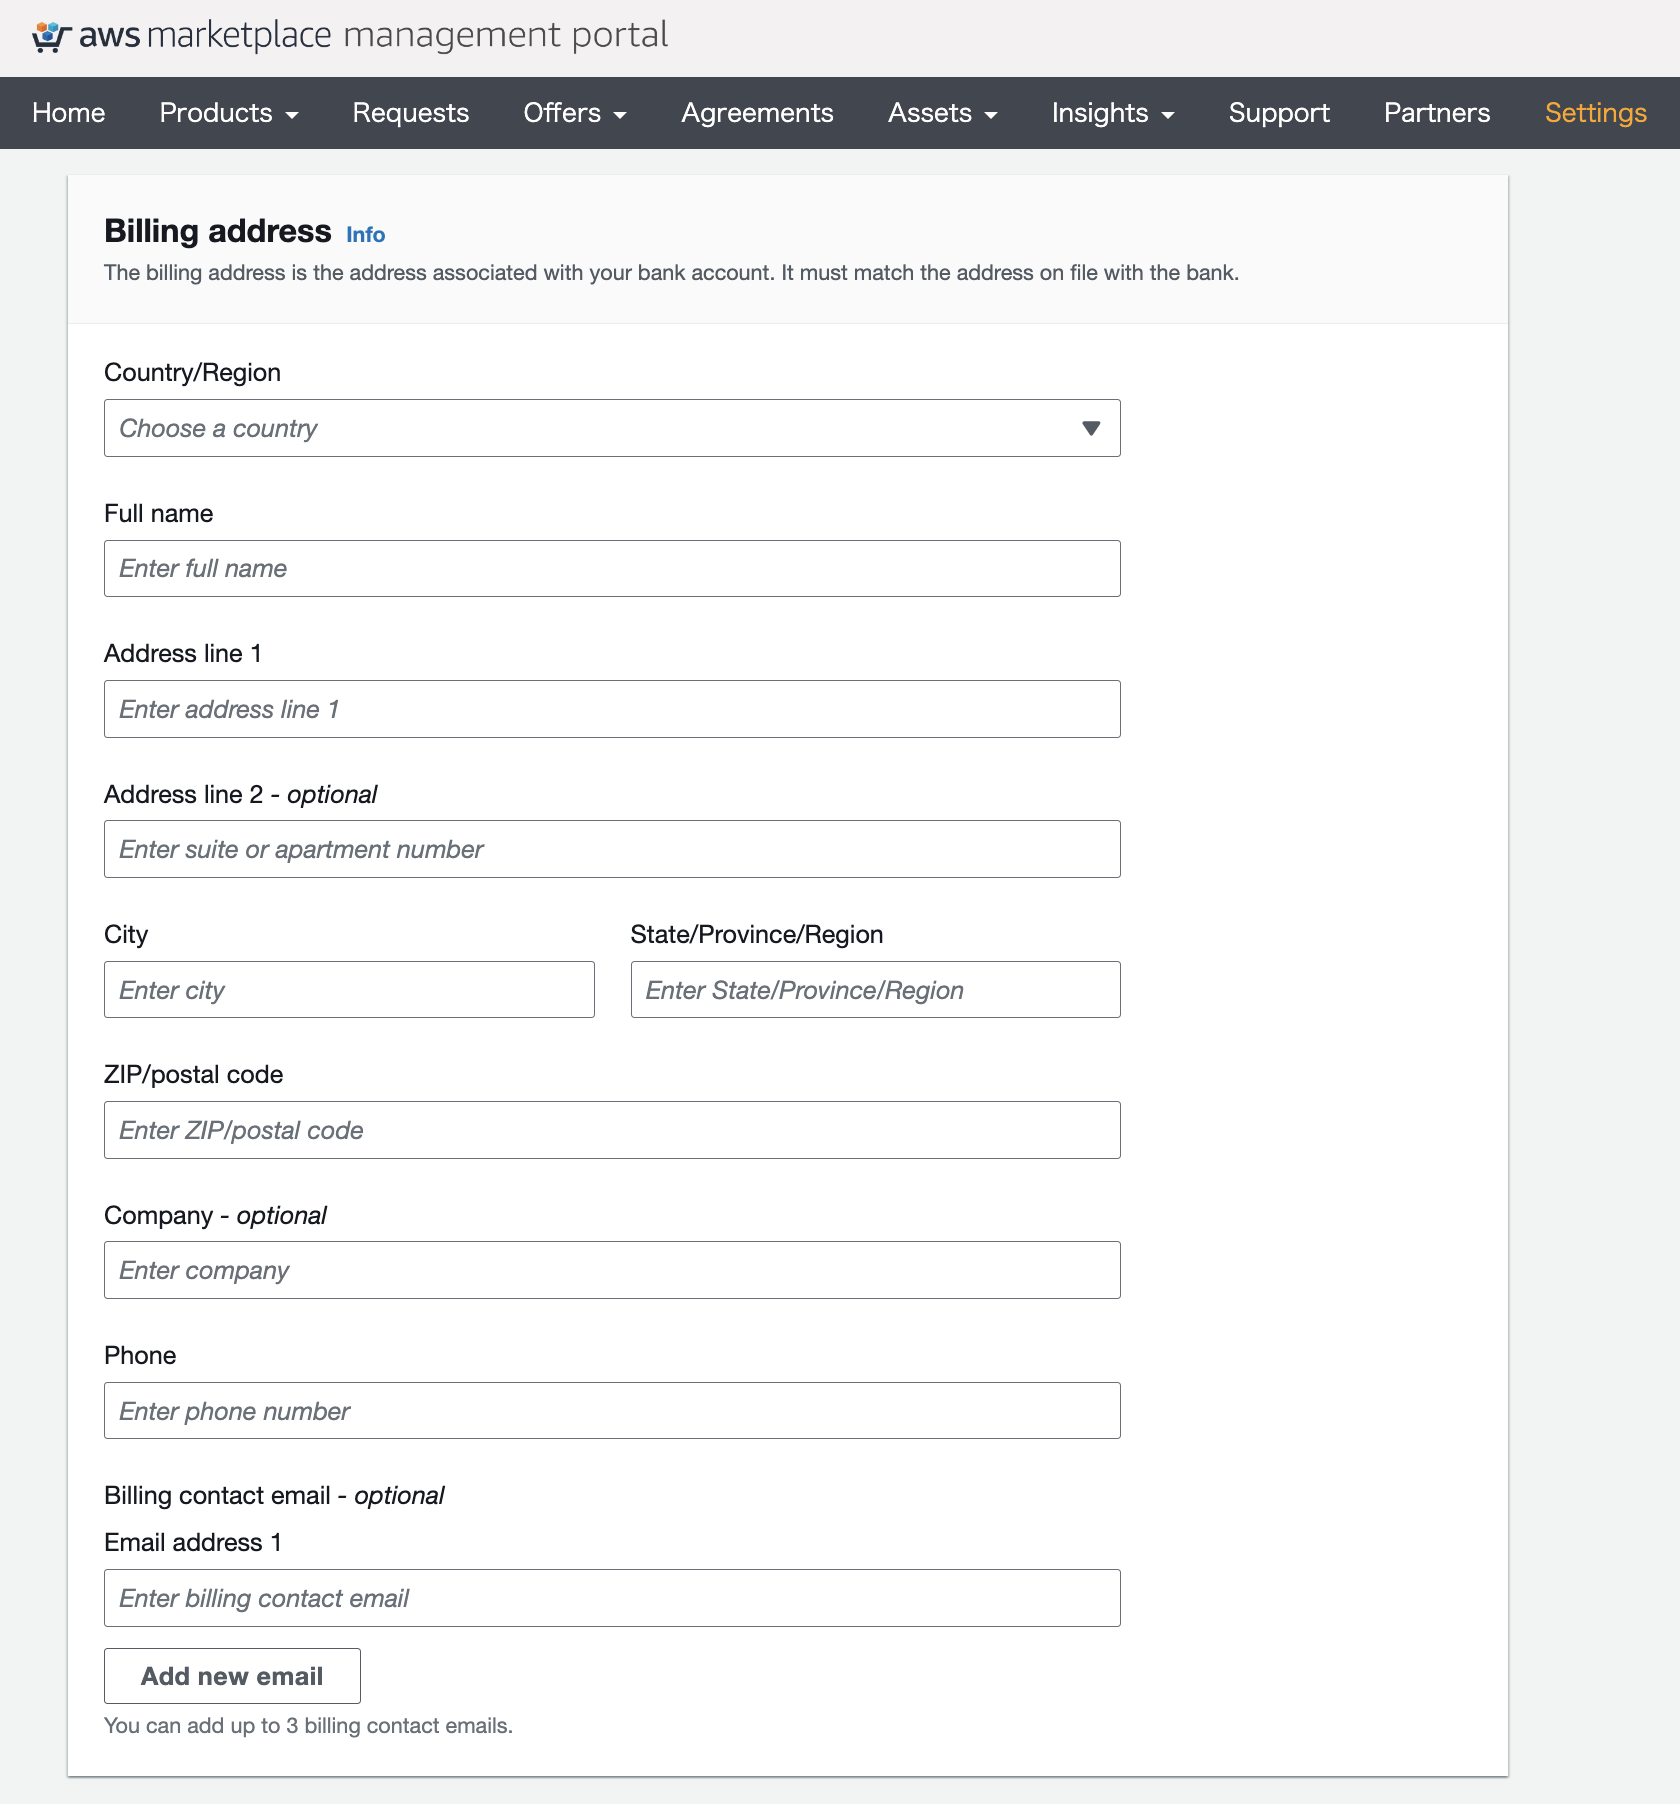 aws marketplace management portal
Home Products Requests Offers Agreements Assets Insights Support Partners Settings
Billing address Info
The billing address is the address associated with your bank account. It must match the address on file with the bank.
Country/Region
Choose a country
Full name
Enter full name
Address line 1
Enter address line 1
Address line 2 - optional
Enter suite or apartment number
City State/Province/Region
Enter city Enter State/Province/Region
ZIP/postal code
Enter ZIP/postal code
Company - optional
Enter company
Phone
Enter phone number
Billing contact email - optional
Email address 1
Enter billing contact email
Add new email
You can add up to 3 billing contact emails.